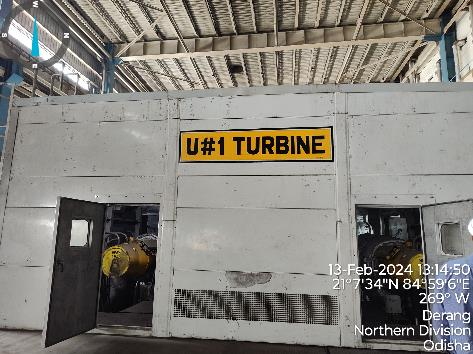 U#1 TURBINE
13-Feb-2024 13:14:50
21°7'34"N 84°59'6"E
269° W
Derang
Northern Division
Odisha